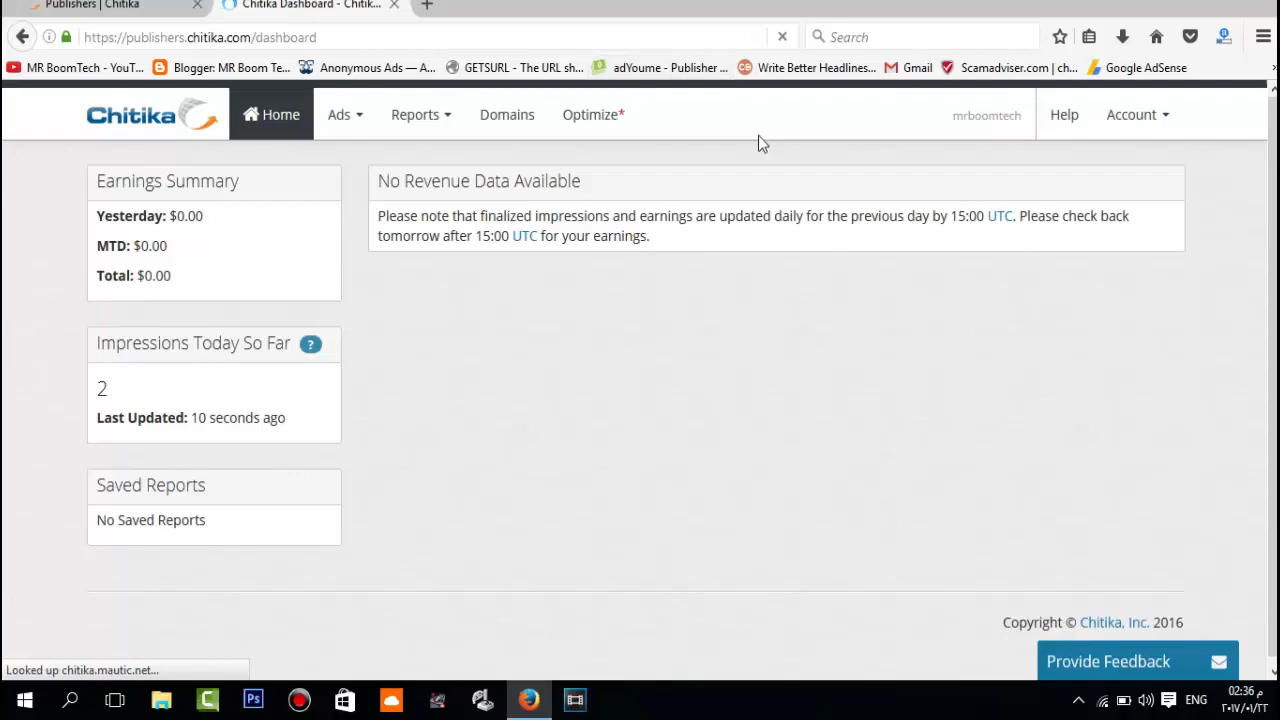 Publishers | Chitika
Chitika Dashboard - Chitik...
https://publishers.chitika.com/dashboard
Search
MR BoomTech - YouT...
Blogger: MR Boom Te...
Anonymous Ads — A...
GETSURL - The URL sh...
adYoume - Publisher ...
Write Better Headlines...
Gmail
Scamadviser.com | ch...
Google AdSense
Chitika
Home
Ads
Reports
Domains
Optimize*
mrboomtech
Help
Account
Earnings Summary
Yesterday: $0.00
MTD: $0.00
Total: $0.00
No Revenue Data Available
Please note that finalized impressions and earnings are updated daily for the previous day by 15:00 UTC. Please check back
tomorrow after 15:00 UTC for your earnings.
Impressions Today So Far ?
2
Last Updated: 10 seconds ago
Saved Reports
No Saved Reports
Copyright © Chitika, Inc. 2016
Provide Feedback
Looked up chitika.mautic.net...
Ps
ENG
02:36 م
٢٠١٧/٠١/٢٢